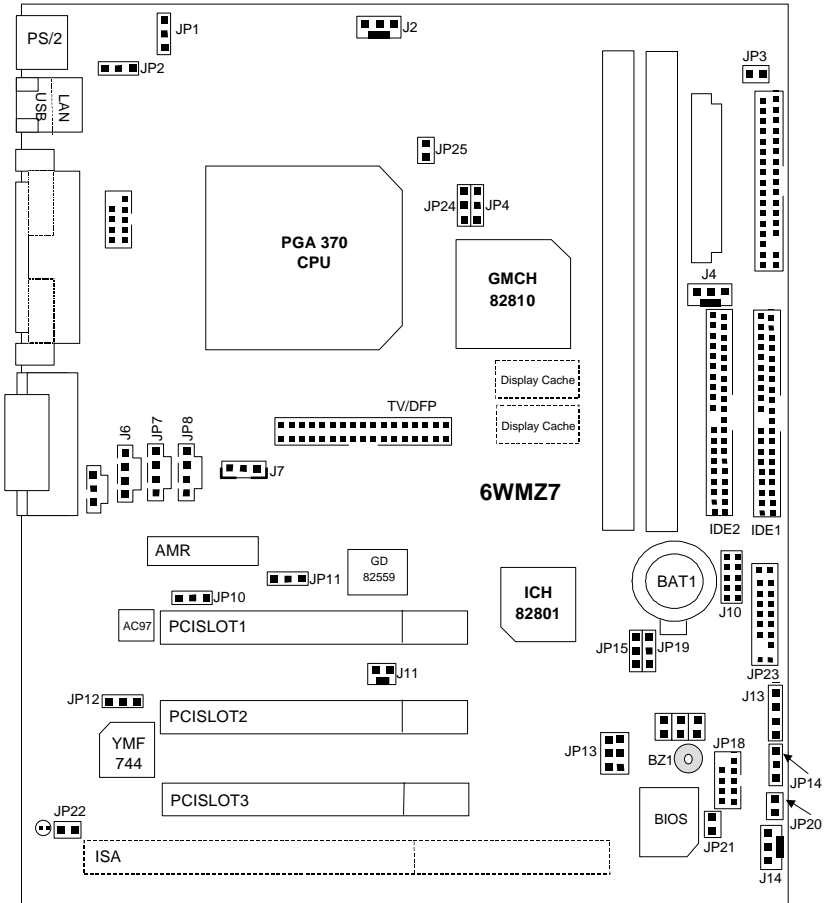 PS/2
JP1
J2
JP2
JP3
USB
LAN
JP25
JP24
JP4
PGA 370
CPU
GMCH
82810
J4
Display Cache
Display Cache
TV/DFP
J6
JP7
JP8
J7
6WMZ7
IDE2
IDE1
AMR
JP11
GD
82559
BAT1
JP10
ICH
82801
J10
AC97
PCISLOT1
JP15
JP19
JP23
J11
J13
JP12
PCISLOT2
YMF
744
JP13
BZ1
JP18
JP14
PCISLOT3
JP22
BIOS
JP20
JP21
ISA
J14